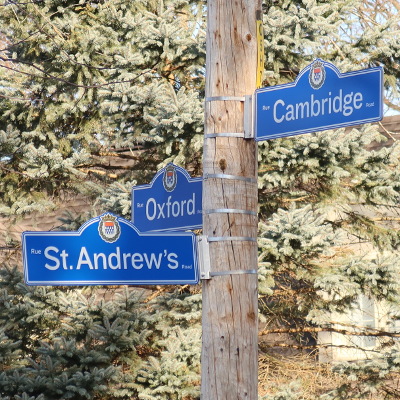 Rue Cambridge Road
Rue Oxford
Rue St. Andrew's Road